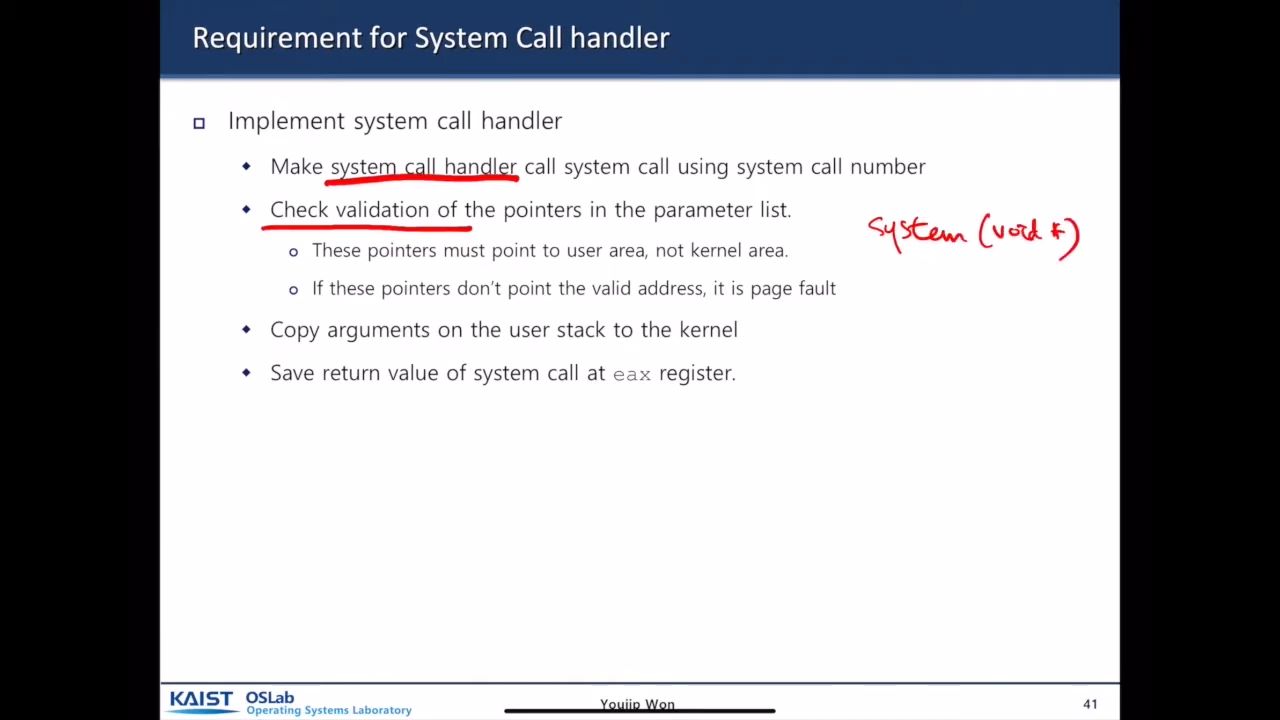 Requirement for System Call handler
Implement system call handler
Make system call handler call system call using system call number
Check validation of the pointers in the parameter list.
system (void *)
These pointers must point to user area, not kernel area.
If these pointers don't point the valid address, it is page fault
Copy arguments on the user stack to the kernel
Save return value of system call at eax register.
KAIST OSLab
Operating Systems Laboratory
Youjip Won
41